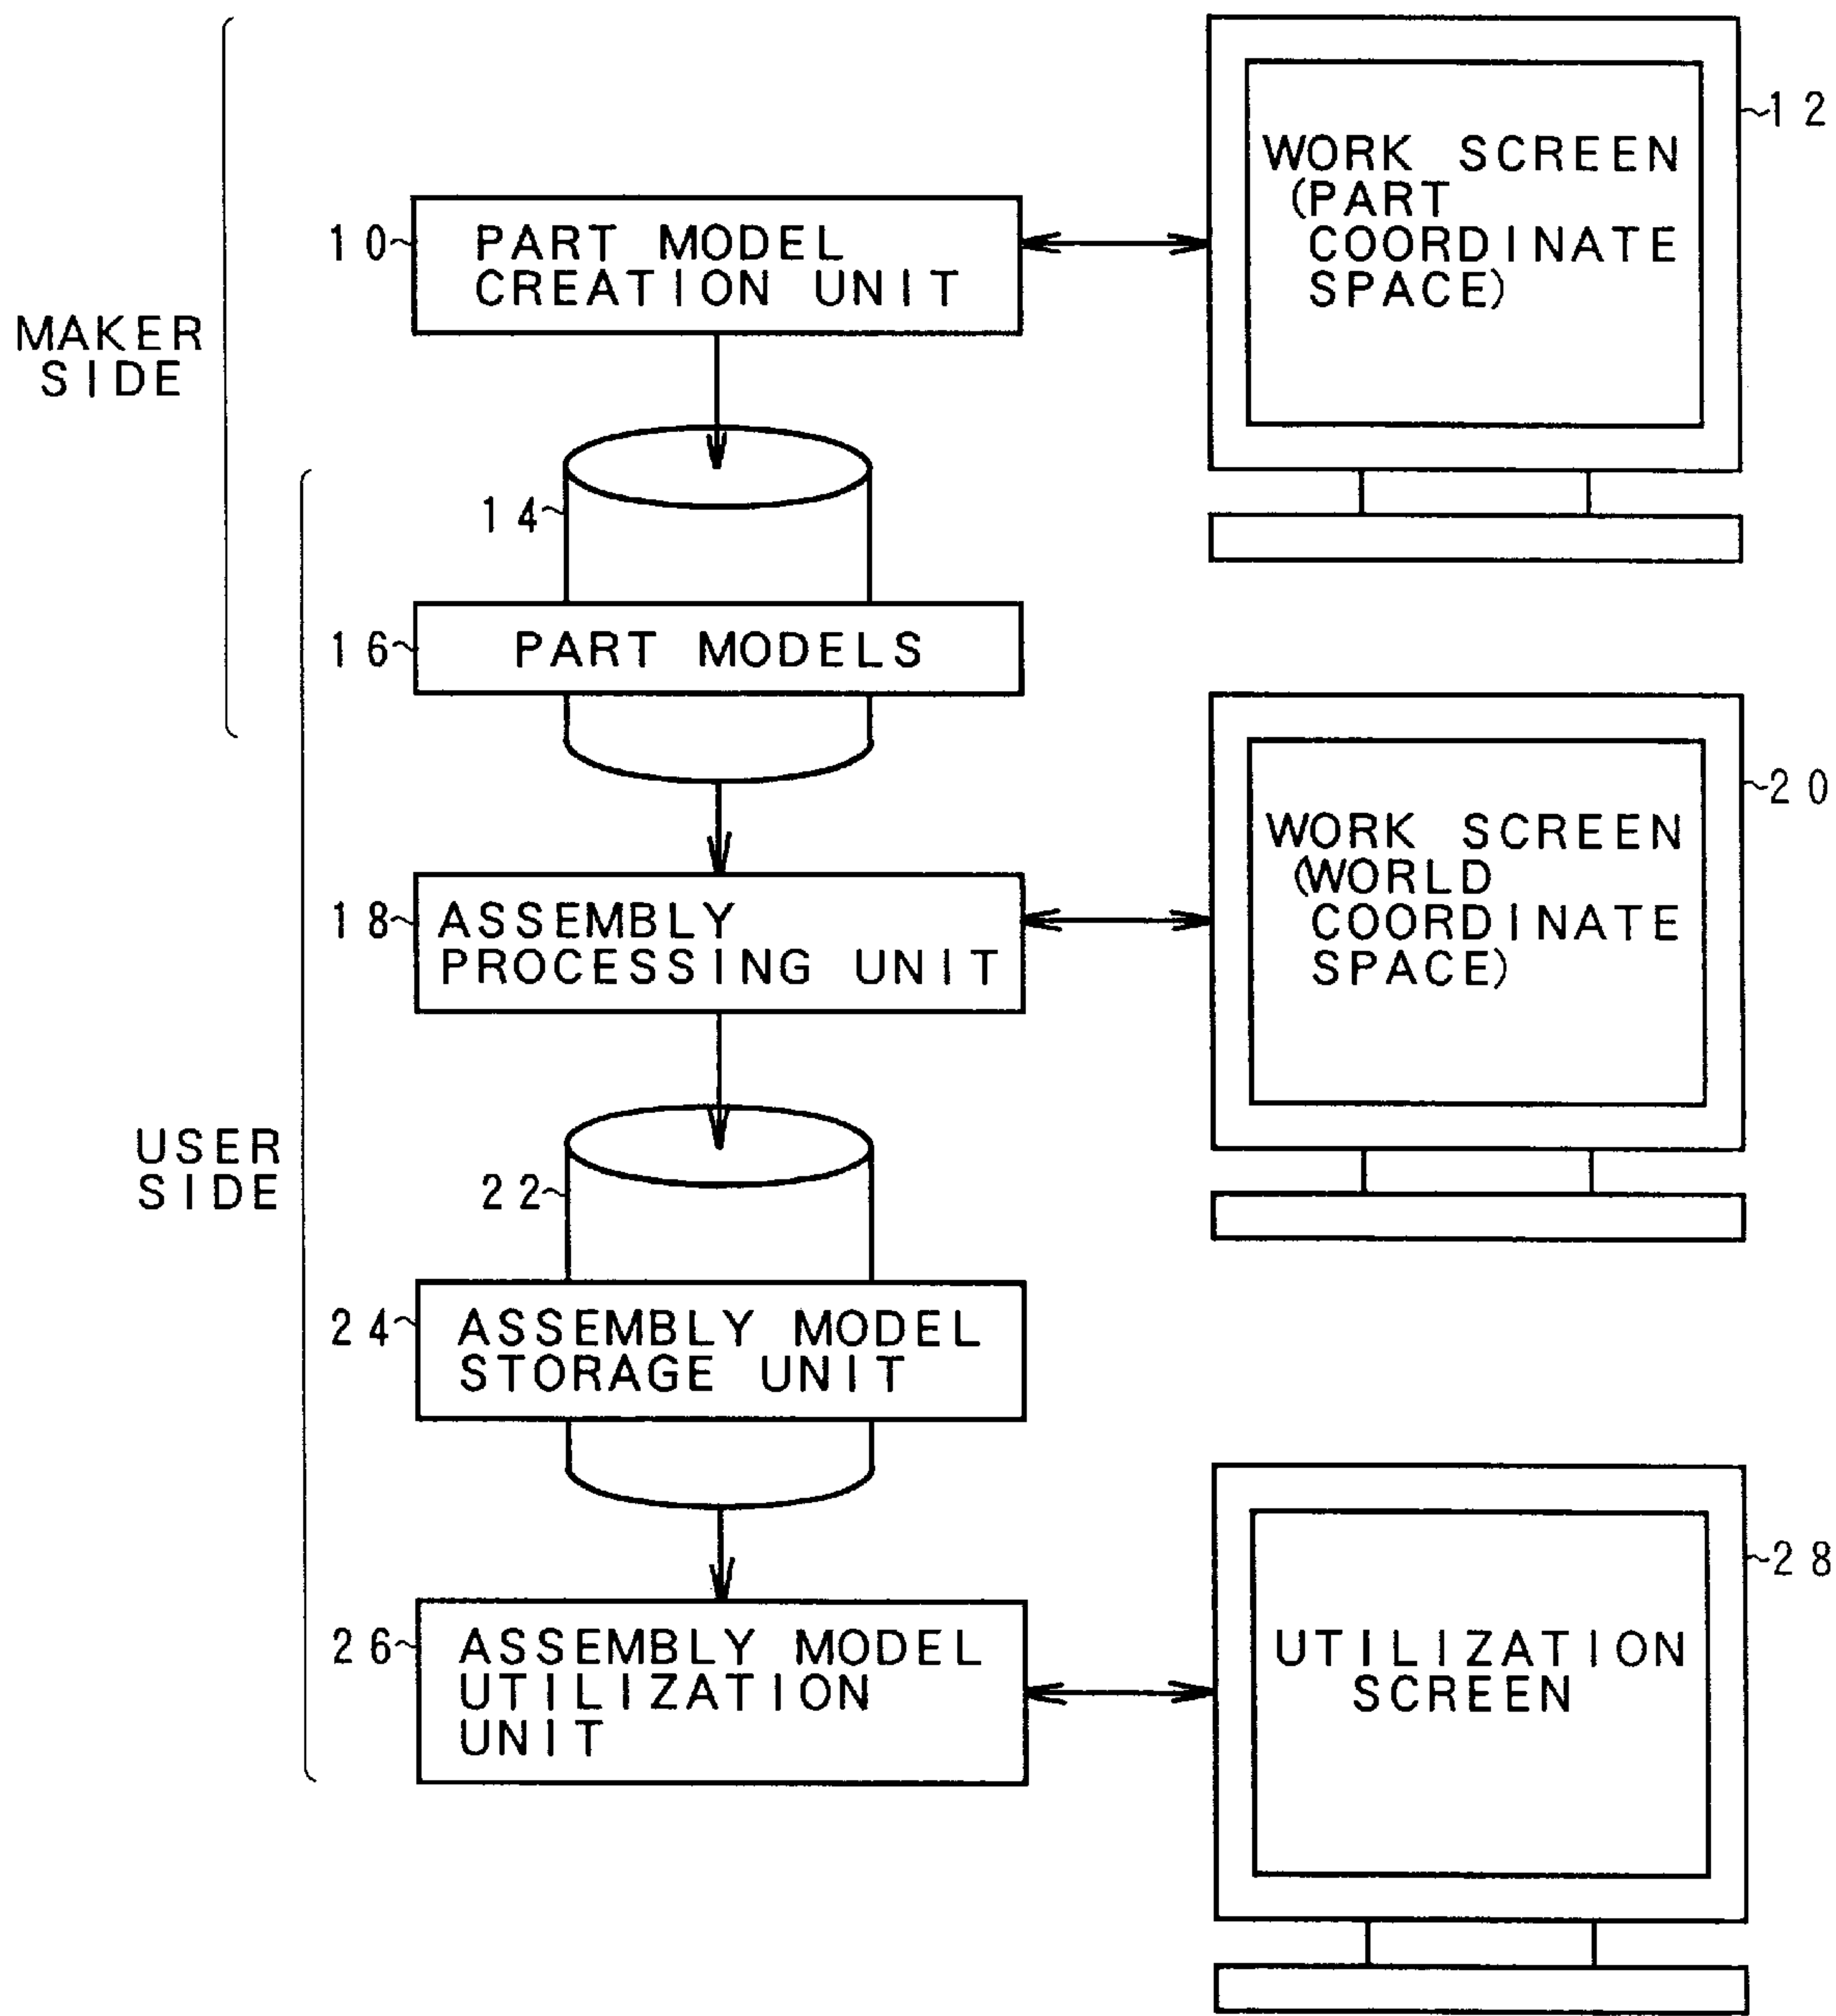 12
WORK SCREEN
(PART
COORDINATE
SPACE)
10
PART MODEL
CREATION UNIT
MAKER
SIDE
14
16
PART MODELS
20
WORK SCREEN
(WORLD
COORDINATE
SPACE)
18
ASSEMBLY
PROCESSING UNIT
USER
SIDE
22
24
ASSEMBLY MODEL
STORAGE UNIT
28
26
ASSEMBLY MODEL
UTILIZATION
UNIT
UTILIZATION
SCREEN